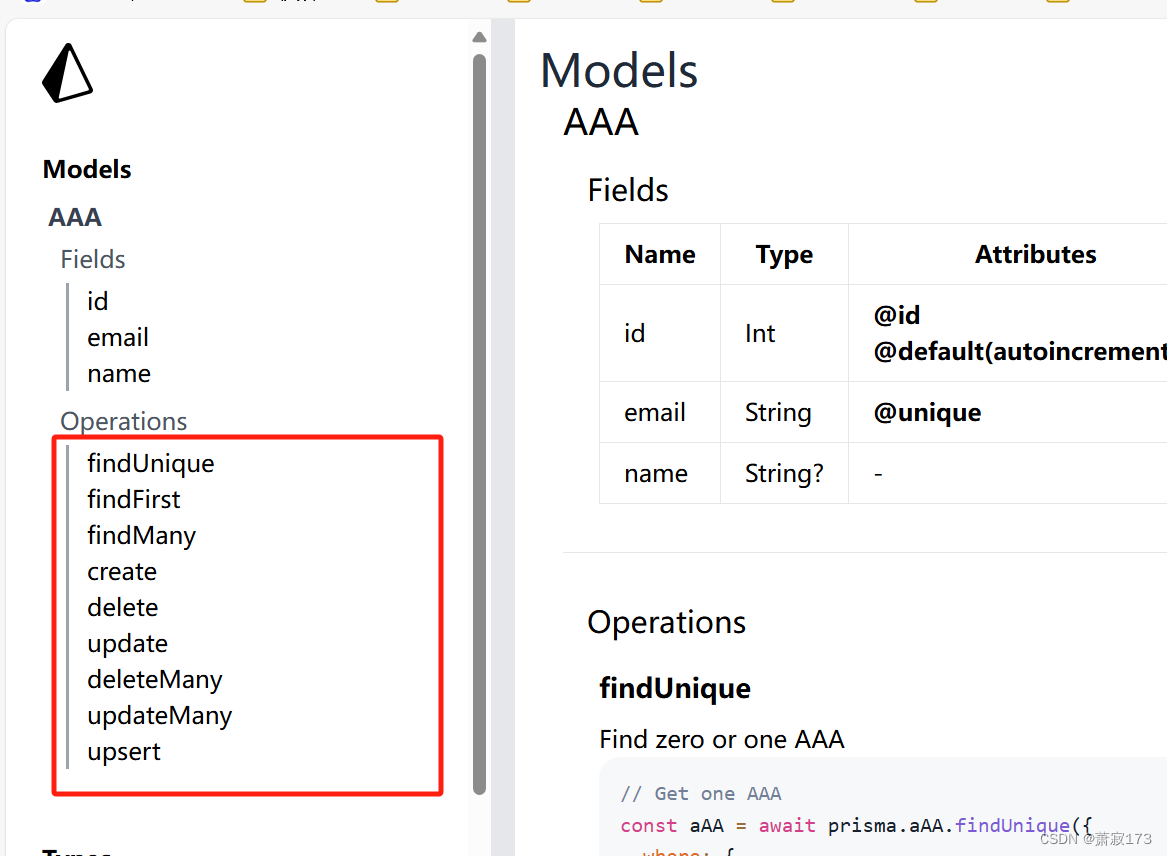 Models
AAA
Fields
id
email
name
Operations
findUnique
findFirst
findMany
create
delete
update
deleteMany
updateMany
upsert
Types
Models
AAA
Fields
Name Type Attributes
id Int @id
@default(autoincrement
email String @unique
name String? -
Operations
findUnique
Find zero or one AAA
// Get one AAA
const aAA = await prisma.aAA.findUnique({
where: {
CSDN @萧寂173